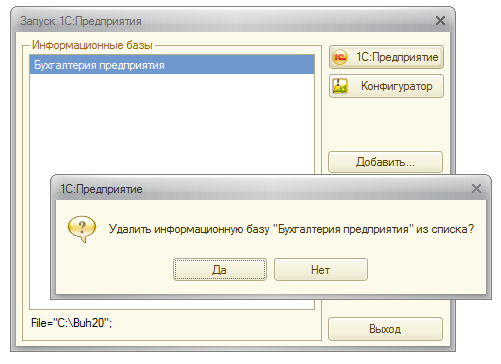 Запуск 1С:Предприятия
Информационные базы
Бухгалтерия предприятия
1С:Предприятие
Конфигуратор
Добавить...
1С:Предприятие
Удалить информационную базу "Бухгалтерия предприятия" из списка?
Да
Нет
File="C:\Buh20";
Выход